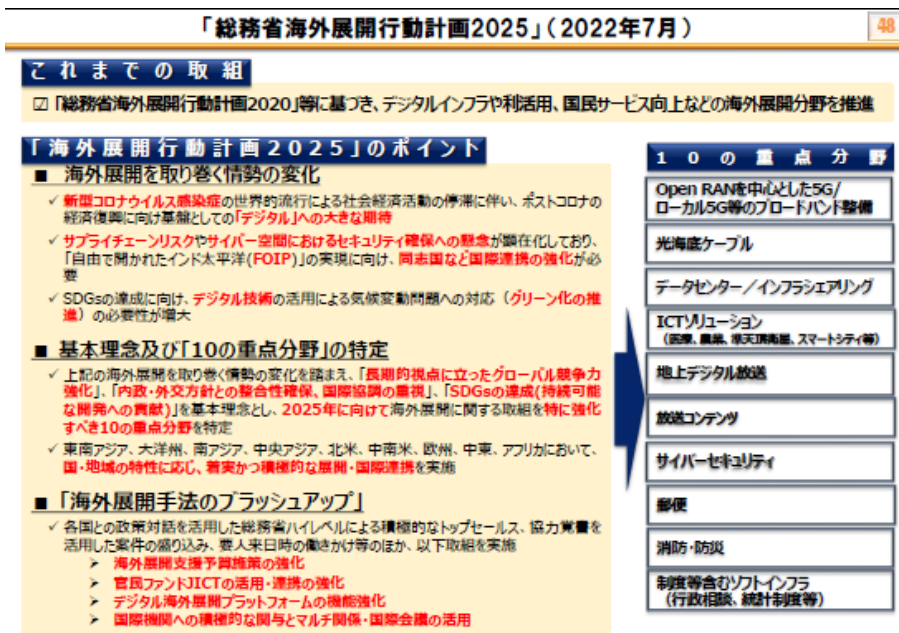 「総務省海外展開行動計画2025」(2022年7月)
48
これまでの取組
☑「総務省海外展開行動計画2020」等に基づき、デジタルインフラや利活用、国民サービス向上などの海外展開分野を推進
「海外展開行動計画2025」のポイント
■ 海外展開を取り巻く情勢の変化
✓ 新型コロナウイルス感染症の世界的流行による社会経済活動の停滞に伴い、ポストコロナの
経済復興に向け基盤としての「デジタル」への大きな期待
✓ サプライチェーンリスクやサイバー空間におけるセキュリティ確保への懸念が顕在化しており、
「自由で開かれたインド太平洋(FOIP)」の実現に向け、同志国など国際連携の強化が必
要
✓ SDGsの達成に向け、デジタル技術の活用による気候変動問題への対応(グリーン化の推
進)の必要性が増大
■ 基本理念及び「10の重点分野」の特定
✓ 上記の海外展開を取り巻く情勢の変化を踏まえ、「長期的視点に立ったグローバル競争力
強化」、「内政・外交方針との整合性確保、国際協調の重視」、「SDGsの達成(持続可能
な開発への貢献)」を基本理念とし、2025年に向けて海外展開に関する取組を特に強化
すべき10の重点分野を特定
✓ 東南アジア、大洋州、南アジア、中央アジア、北米、中南米、欧州、中東、アフリカにおいて、
国・地域の特性に応じ、着実かつ積極的な展開・国際連携を実施
■ 「海外展開手法のブラッシュアップ」
✓ 各国との政策対話を活用した総務省ハイレベルによる積極的なトップセールス、協力覚書を
活用した案件の盛り込み、要人来日時の働きかけ等のほか、以下取組を実施
➢ 海外展開支援予算施策の強化
➢ 官民ファンドJICTの活用・連携の強化
➢ デジタル海外展開プラットフォームの機能強化
➢ 国際機関への積極的な関与とマルチ関係・国際会議の活用
10の重点分野
Open RANを中心とした5G/
ローカル5G等のブロードバンド整備
光海底ケーブル
データセンター/インフラシェアリング
ICTソリューション
(医療、農業、準天頂衛星、スマートシティ等)
地上デジタル放送
放送コンテンツ
サイバーセキュリティ
郵便
消防・防災
制度等含むソフトインフラ
(行政相談、統計制度等)